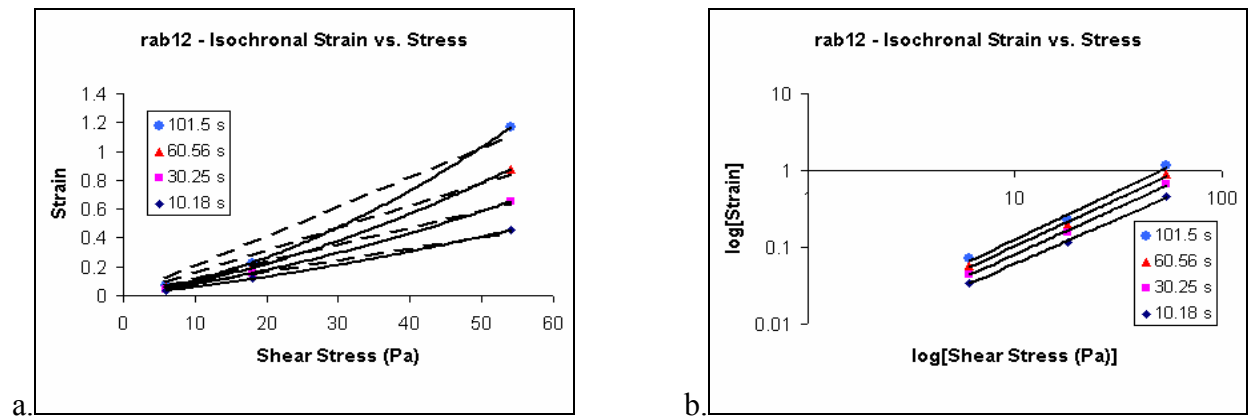 rab12 - Isochronal Strain vs. Stress
1.4
1.2
1
0.8
0.6
0.4
0.2
0
Strain
101.5 s
60.56 s
30.25 s
10.18 s
0 10 20 30 40 50 60
Shear Stress (Pa)
a.
rab12 - Isochronal Strain vs. Stress
10
1
0.1
0.01
log[Strain]
10 100
101.5 s
60.56 s
30.25 s
10.18 s
log[Shear Stress (Pa)]
b.